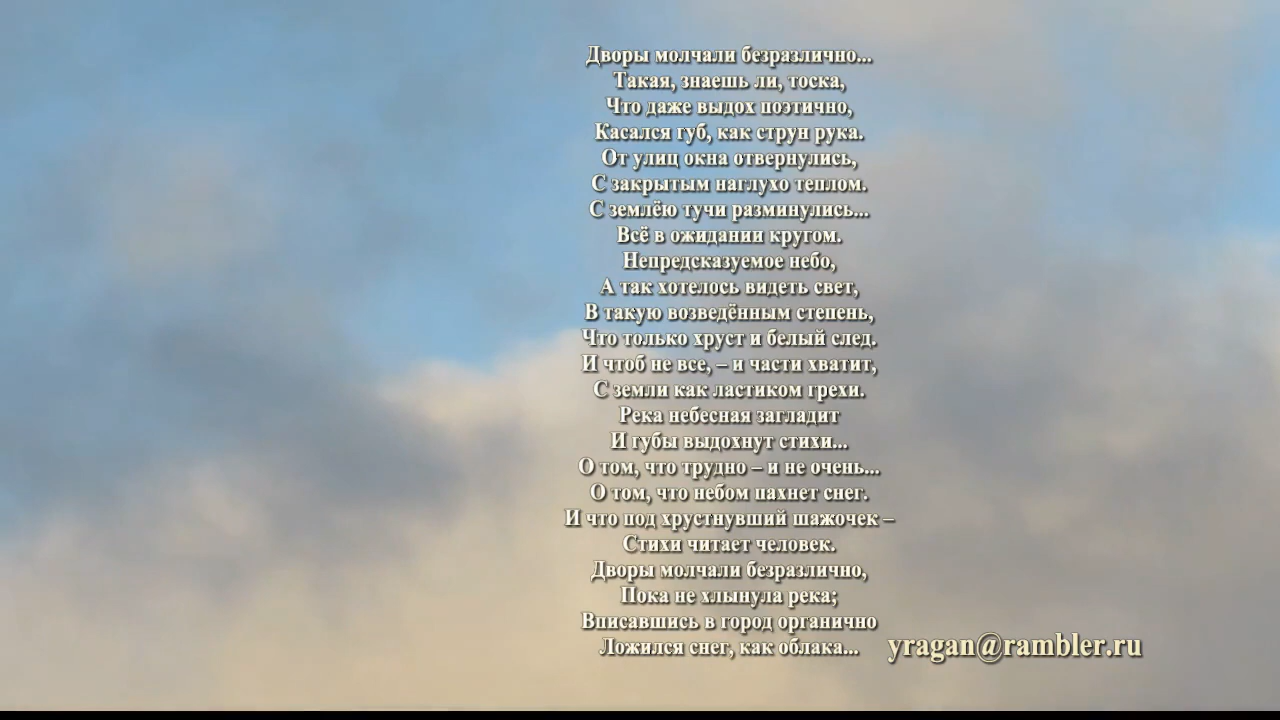 Дворы молчали безразлично...
Такая, знаешь ли, тоска,
Что даже выдох поэтично,
Касался губ, как струн рука.
От улиц окна отвернулись,
С закрытым наглухо теплом.
С землёю тучи разминулись...
Всё в ожидании кругом.
Непредсказуемое небо,
А так хотелось видеть свет,
В такую возведённым степень,
Что только хруст и белый след.
И чтоб не все, – и части хватит,
С земли как ластиком грехи.
Река небесная загладит
И губы выдохнут стихи...
О том, что трудно – и не очень...
О том, что небом пахнет снег.
И что под хрустнувший шажочек –
Стихи читает человек.
Дворы молчали безразлично,
Пока не хлынула река;
Вписавшись в город органично
Ложился снег, как облака...
yragan@rambler.ru